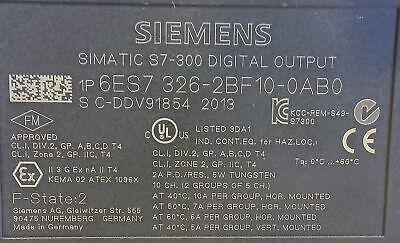 SIEMENS
SIMATIC S7-300 DIGITAL OUTPUT
1P 6ES7 326-2BF10-0AB0
S C-DDV91854 2013
FM
APPROVED
CL.I, DIV.2, GP. A,B,C,D T4
CL.I, Zone 2, GP. IIC, T4
Ex II 3 G Ex nA II T4
KEMA 02 ATEX 1096X
F-State:2
Siemens AG, Gleiwitzer Str. 555
90475 NUREMBERG Germany
Made in Germany
c UL US LISTED 3DA1
IND. CONT. EQ. for HAZ.LOC.
CL.I, DIV.2, GP. A,B,C,D T4
CL.I, ZONE 2, GP. IIC T4
2A P.D./RES., 5W TUNGSTEN
10 CH. (2 GROUPS OF 5 CH.)
AT 40°C, 10A PER GROUP, HOR. MOUNTED
AT 50°C, 7A PER GROUP, HOR. MOUNTED
AT 60°C, 6A PER GROUP, HOR. MOUNTED
AT 40°C, 5A PER GROUP, VERT. MOUNTED
KCC-REM-S49-
S7300
Ta: 0°C ..+60°C